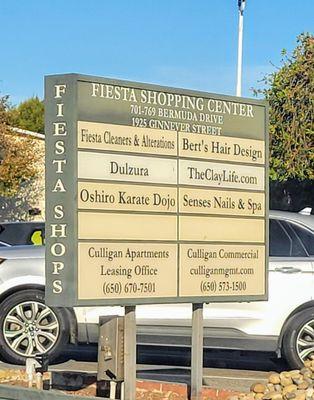 FIESTA SHOPS
FIESTA SHOPPING CENTER
701-769 BERMUDA DRIVE
1925 GINNEVER STREET
Fiesta Cleaners & Alterations
Bert's Hair Design
Dulzura
TheClayLife.com
Oshiro Karate Dojo
Senses Nails & Spa
Culligan Apartments
Leasing Office
(650) 670-7501
Culligan Commercial
culliganmgmt.com
(650) 573-1500